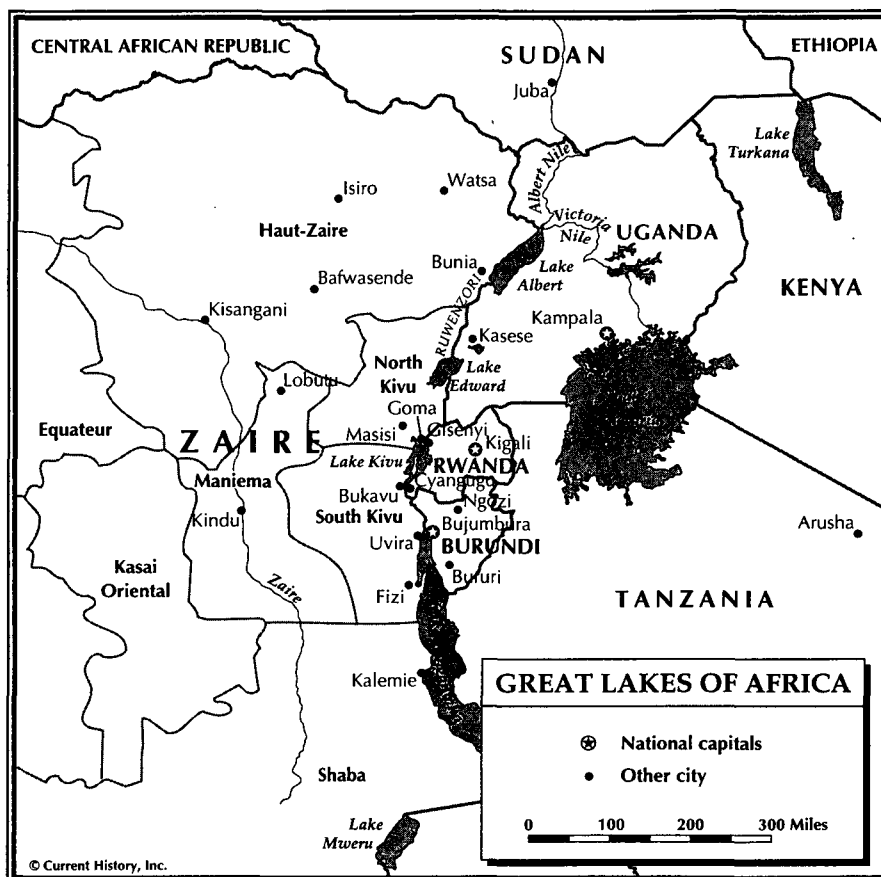 CENTRAL AFRICAN REPUBLIC
SUDAN
ETHIOPIA
Juba
Lake
Turkana
Albert Nile
Isiro
Watsa
Victoria
Nile
UGANDA
Haut-Zaire
Bunia
Lake
Albert
KENYA
Bafwasende
RUWENZORI
Kisangani
Kampala
Kasese
North
Kivu
Lake
Edward
Lobutu
Goma
Equateur
ZAIRE
Masisi
Gisenyi
Kigali
Lake Kivu
RWANDA
Maniema
Cyangugu
Bukavu
Ngozi
South Kivu
Kindu
Bujumbura
Arusha
Uvira
BURUNDI
Kasai
Oriental
Bururi
Zaire
Fizi
TANZANIA
Kalemie
GREAT LAKES OF AFRICA
National capitals
Other city
Shaba
0 100 200 300 Miles
Lake
Mweru
© Current History, Inc.